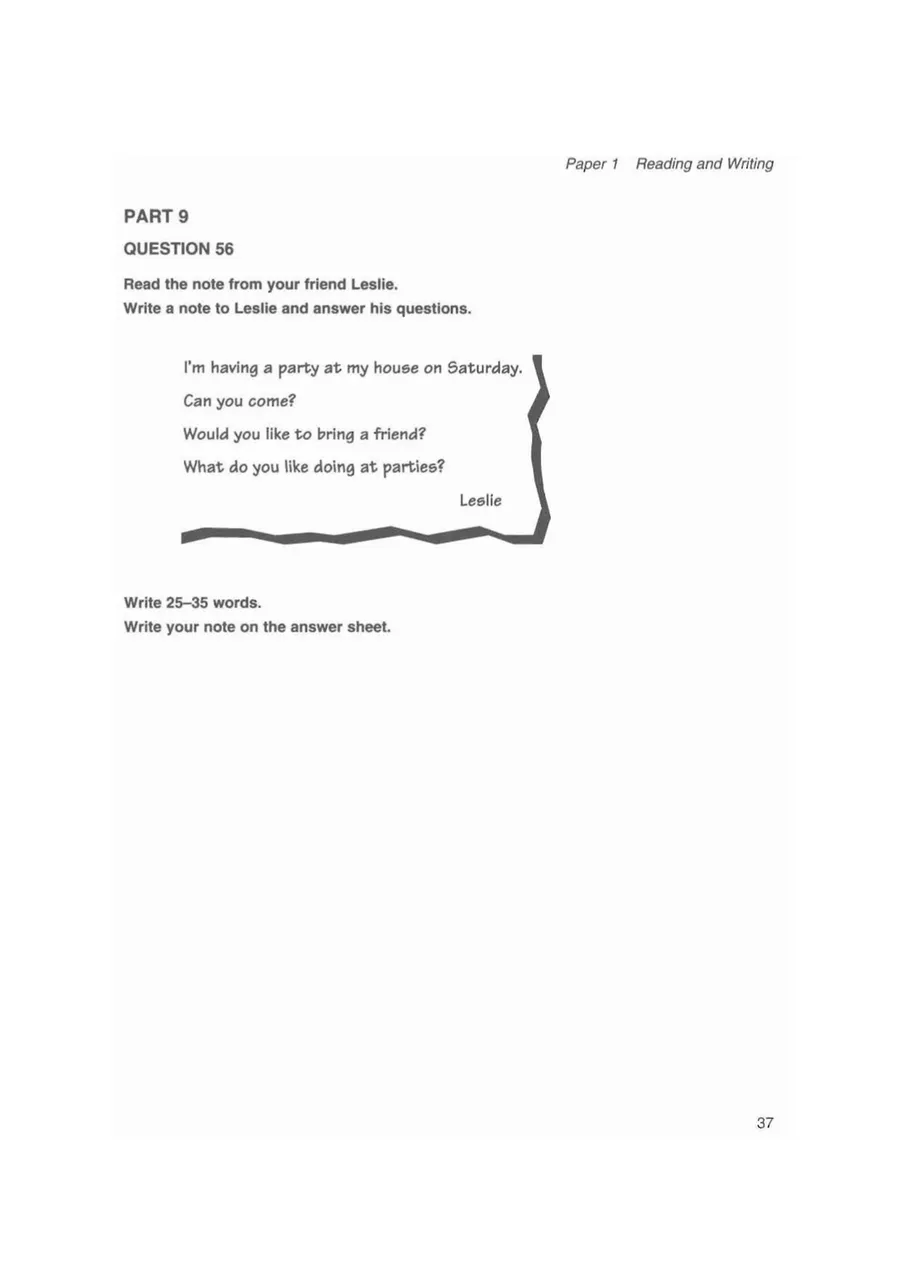 Paper 1 Reading and Writing
PART 9
QUESTION 56
Read the note from your friend Leslie.
Write a note to Leslie and answer his questions.
I'm having a party at my house on Saturday.
Can you come?
Would you like to bring a friend?
What do you like doing at parties?
Leslie
Write 25–35 words.
Write your note on the answer sheet.
37